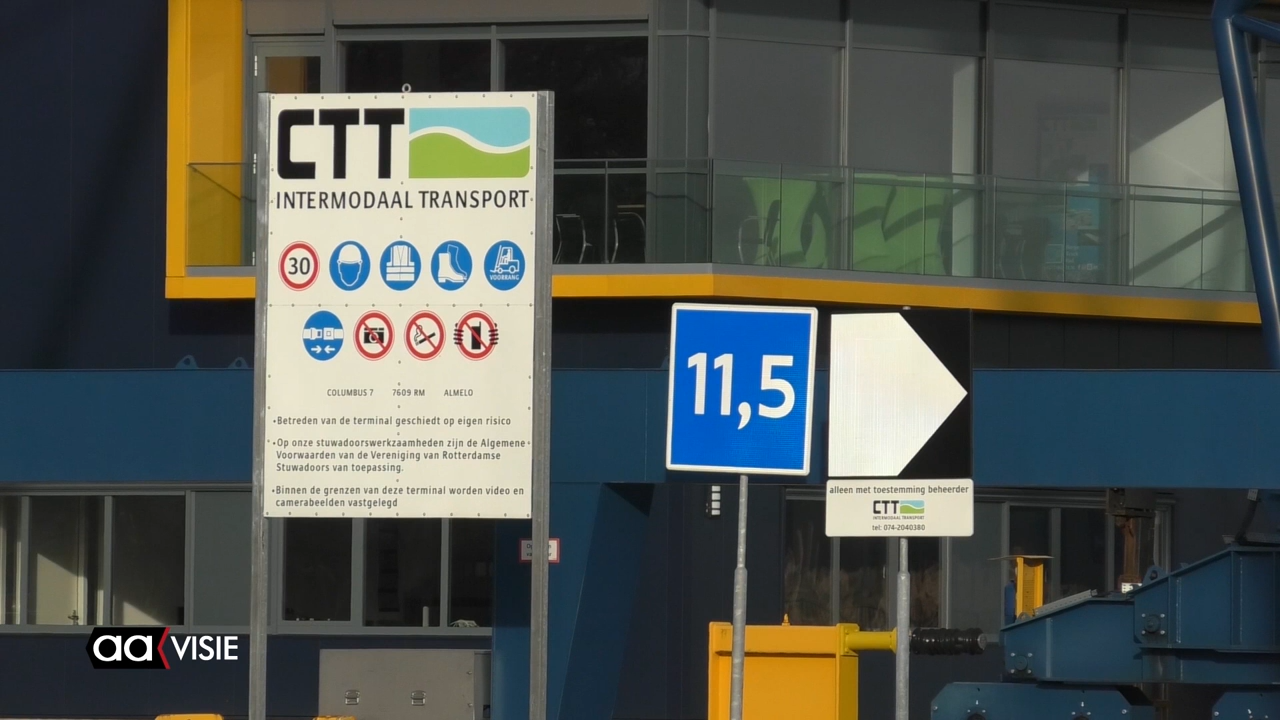 CTT
INTERMODAAL TRANSPORT
30
VOORRANG
COLUMBUS 7 7609 RM ALMELO
•Betreden van de terminal geschiedt op eigen risico
•Op onze stuwadoorswerkzaamheden zijn de Algemene
Voorwaarden van de Vereniging van Rotterdamse
Stuwadoors van toepassing.
•Binnen de grenzen van deze terminal worden video en
camerabeelden vastgelegd
11,5
alleen met toestemming beheerder
CTT
INTERMODAAL TRANSPORT
tel: 074-2040380
aa VISIE